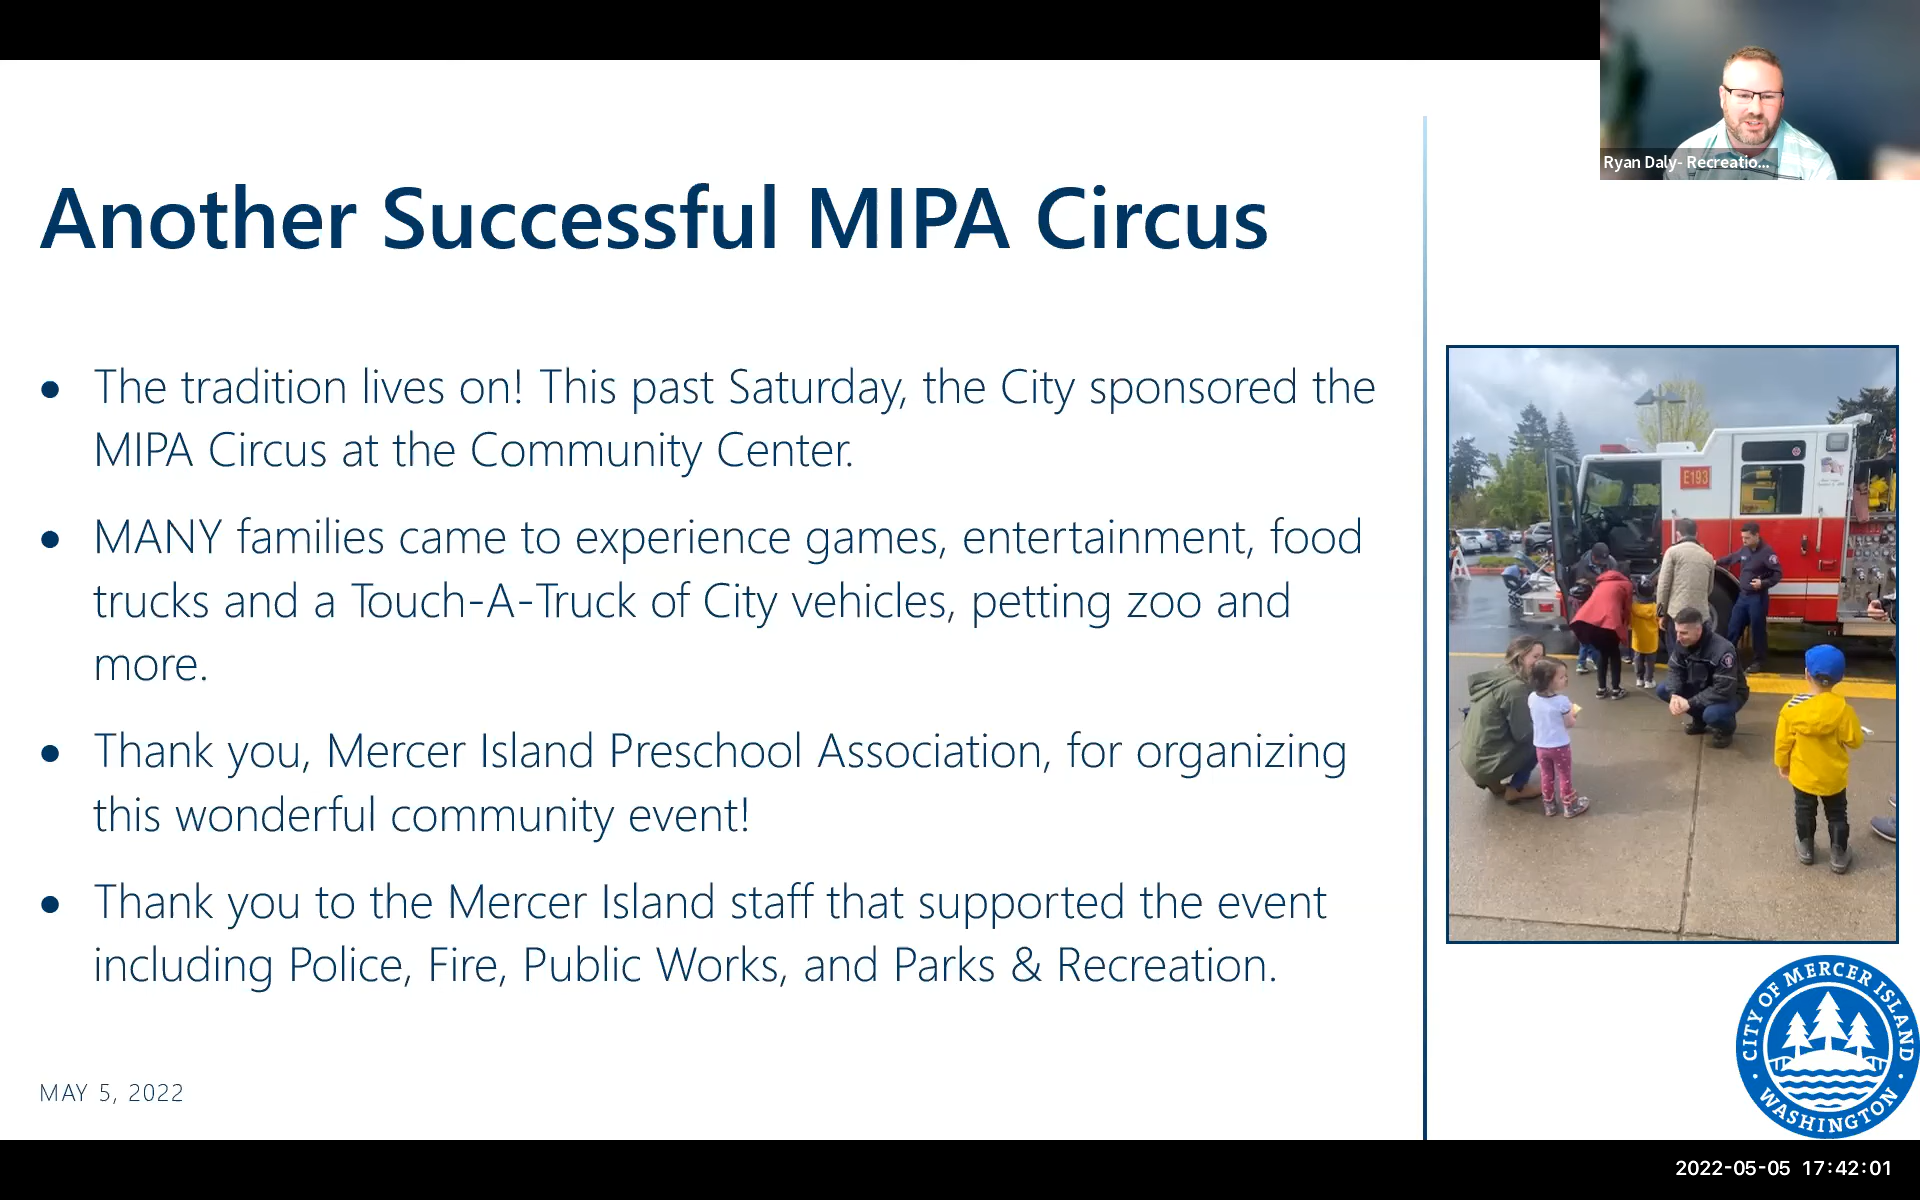 Ryan Daly- Recreatio...
Another Successful MIPA Circus
• The tradition lives on! This past Saturday, the City sponsored the
MIPA Circus at the Community Center.
• MANY families came to experience games, entertainment, food
trucks and a Touch-A-Truck of City vehicles, petting zoo and
more.
• Thank you, Mercer Island Preschool Association, for organizing
this wonderful community event!
• Thank you to the Mercer Island staff that supported the event
including Police, Fire, Public Works, and Parks & Recreation.
E193
MAY 5, 2022
CITY OF MERCER ISLAND
• WASHINGTON •
2022-05-05 17:42:01